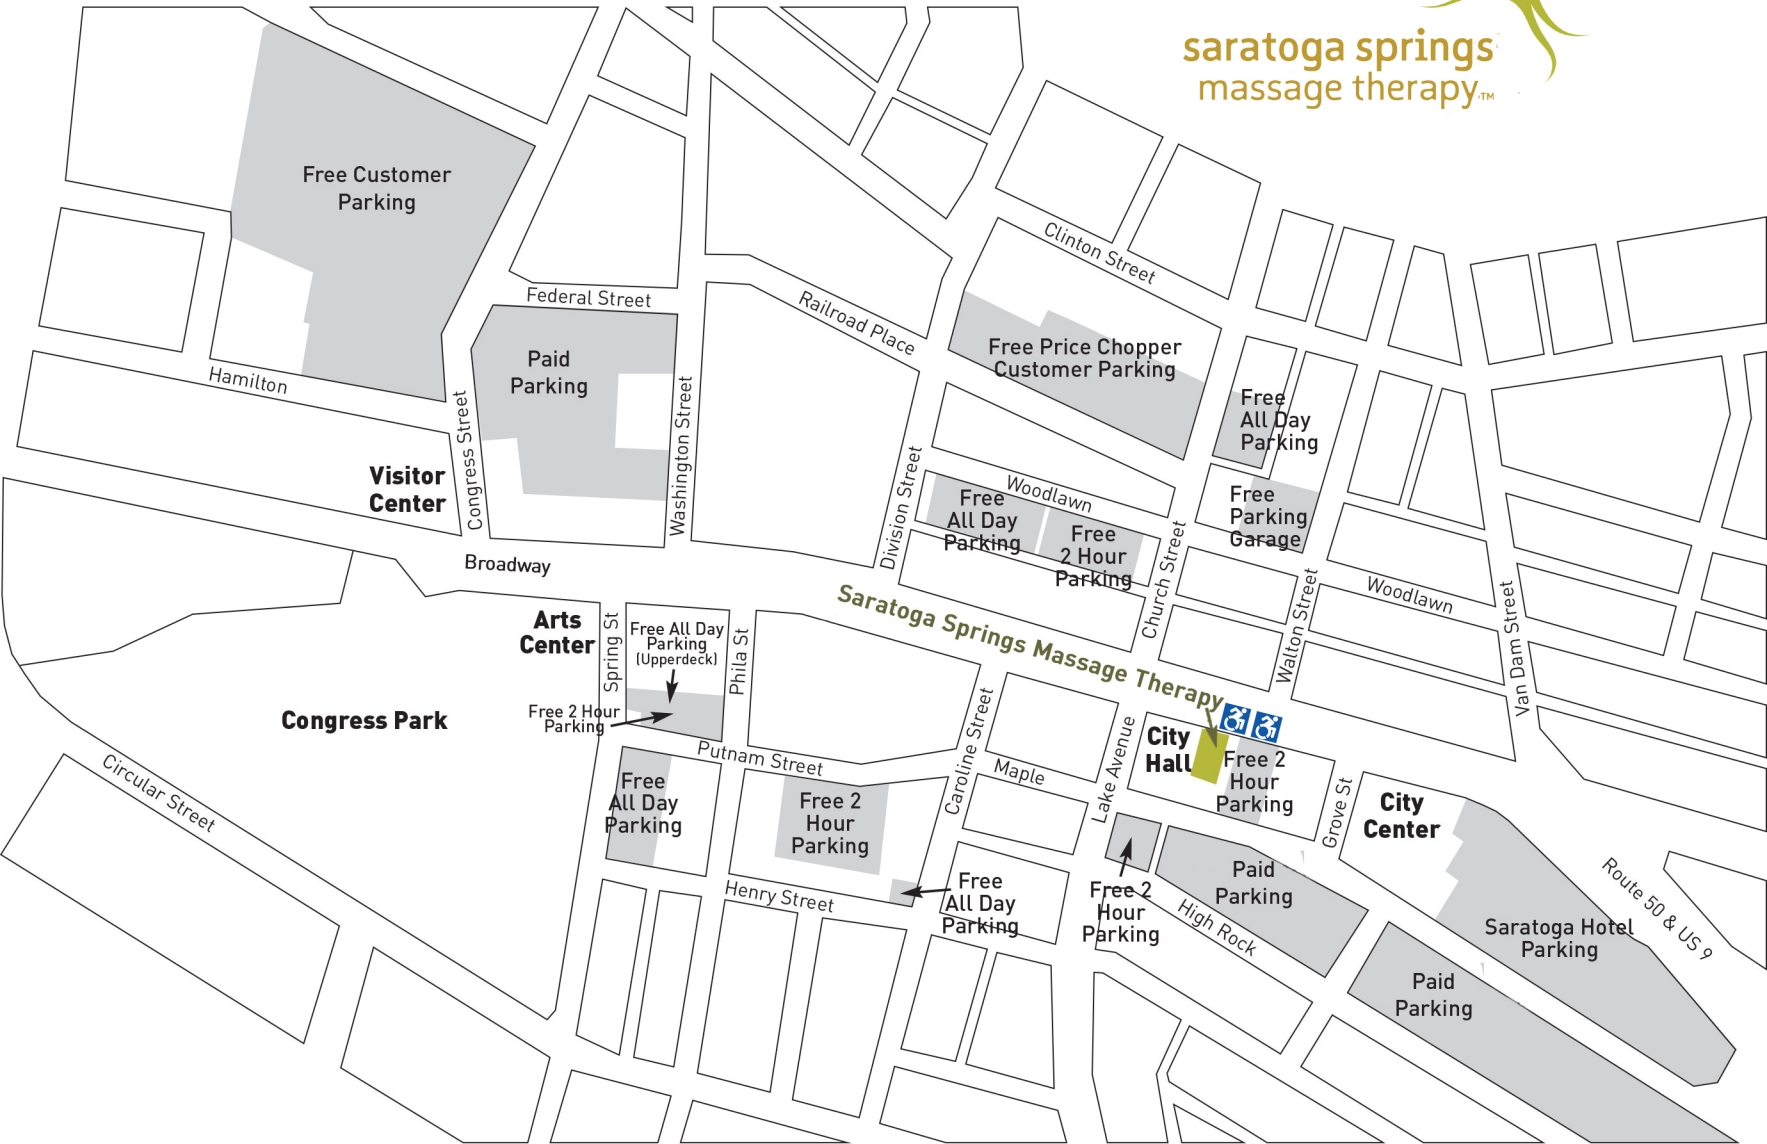 saratoga springs
massage therapy™
Free Customer
Parking
Clinton Street
Federal Street
Railroad Place
Free Price Chopper
Customer Parking
Paid
Parking
Hamilton
Free
All Day
Parking
Congress Street
Washington Street
Visitor
Center
Division Street
Woodlawn
Free
All Day
Parking
Free
2 Hour
Parking
Free
Parking
Garage
Church Street
Broadway
Walton Street
Woodlawn
Van Dam Street
Saratoga Springs Massage Therapy
Arts
Center
Spring St
Free All Day
Parking
(Upperdeck)
Phila St
Free 2 Hour
Parking
Congress Park
Caroline Street
Lake Avenue
City
Hall
Free 2
Hour
Parking
Putnam Street
Maple
Circular Street
Free
All Day
Parking
Free 2
Hour
Parking
Grove St
City
Center
Henry Street
Free
All Day
Parking
Free 2
Hour
Parking
Paid
Parking
High Rock
Route 50 & US 9
Saratoga Hotel
Parking
Paid
Parking